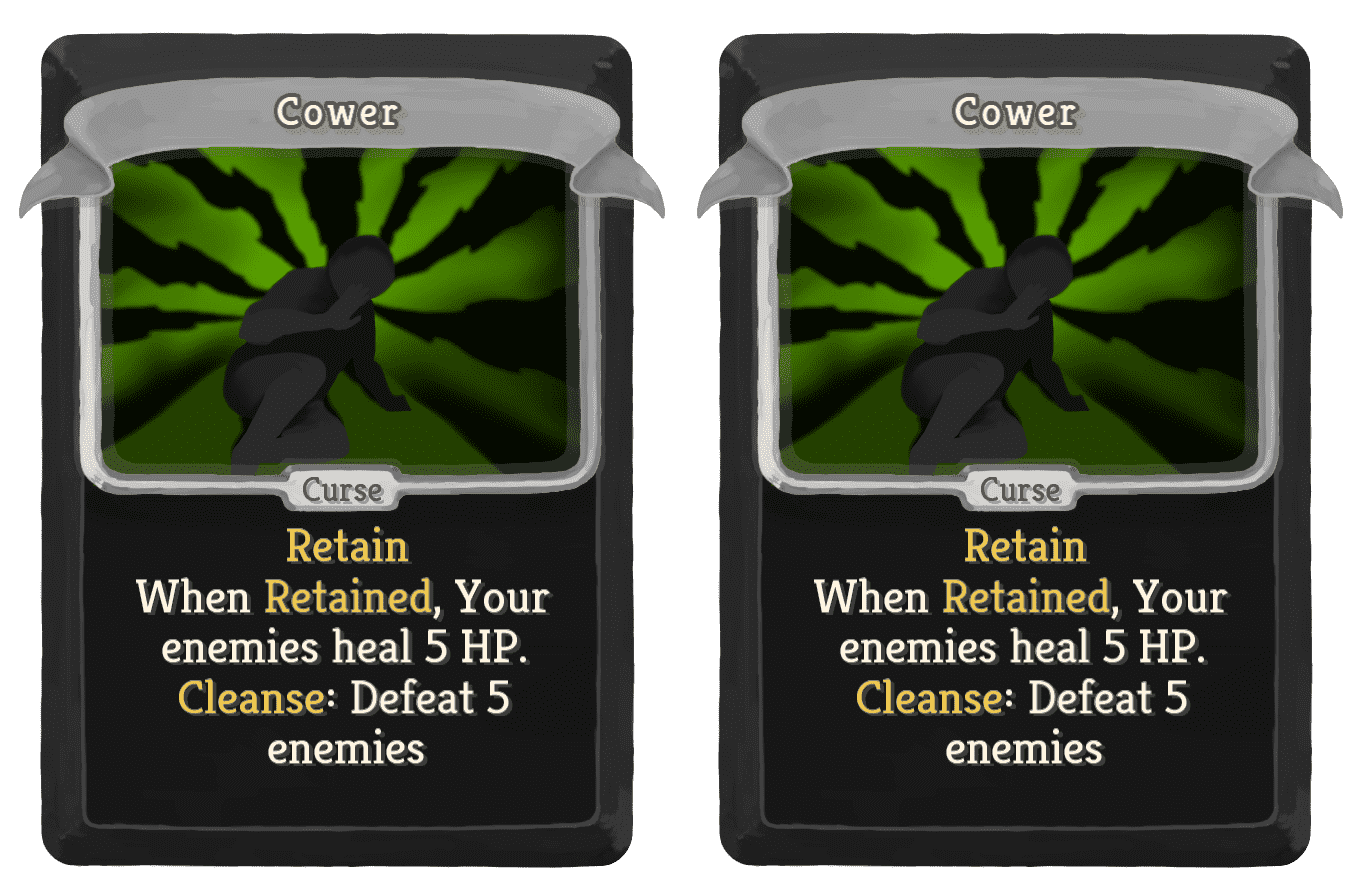 Cower
Curse
Retain
When Retained, Your
enemies heal 5 HP.
Cleanse: Defeat 5
enemies
Cower
Curse
Retain
When Retained, Your
enemies heal 5 HP.
Cleanse: Defeat 5
enemies